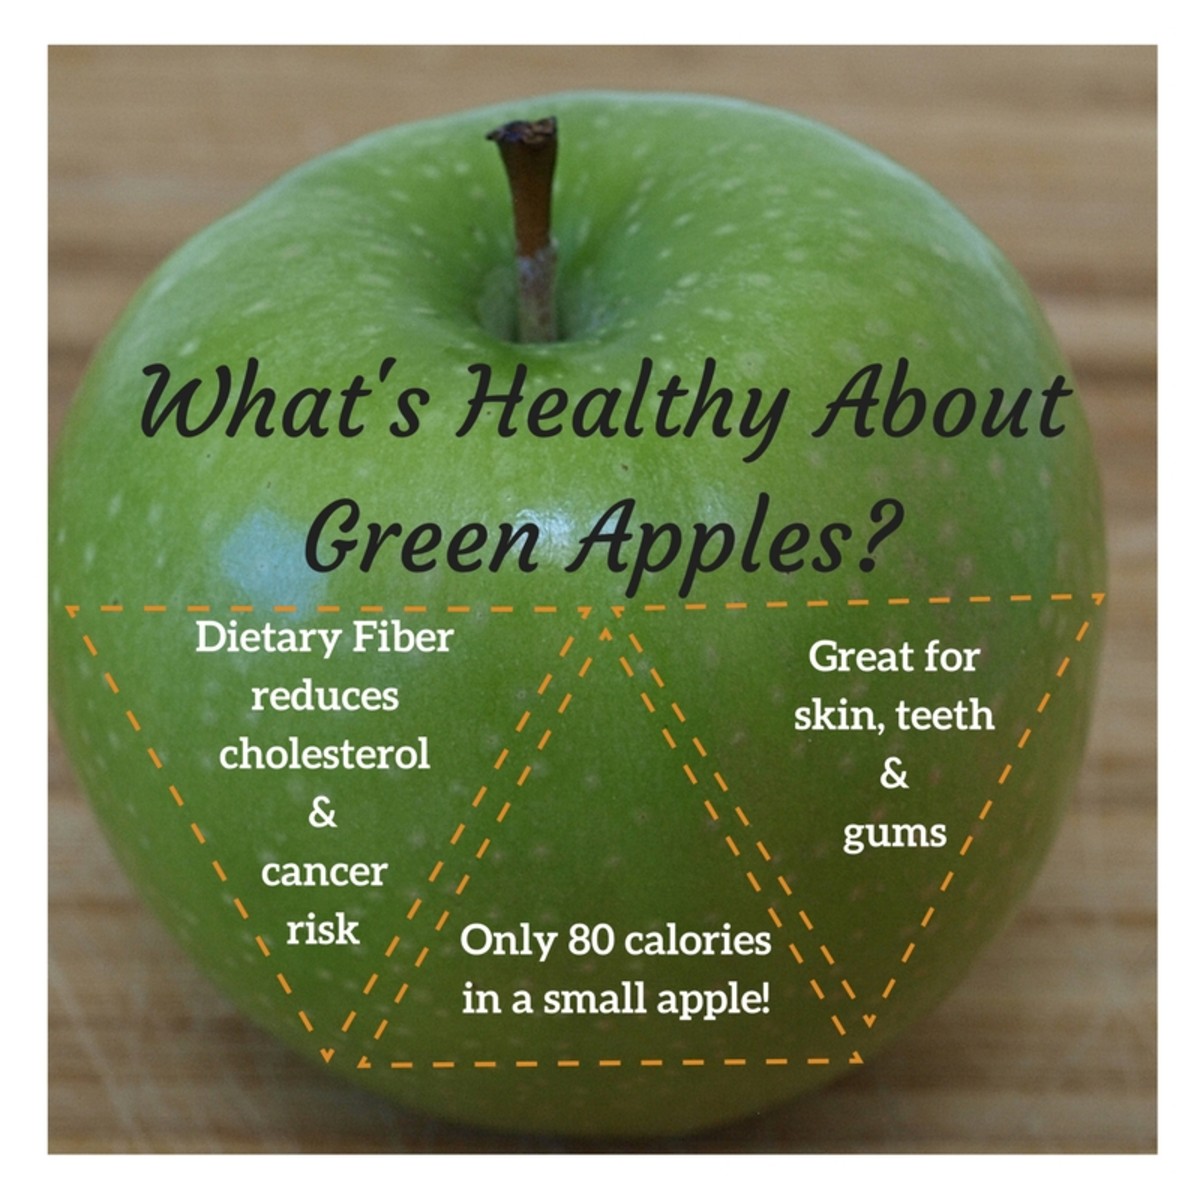 What's Healthy About
Green Apples?
Dietary Fiber
reduces
cholesterol
&
cancer
risk
Only 80 calories
in a small apple!
Great for
skin, teeth
&
gums